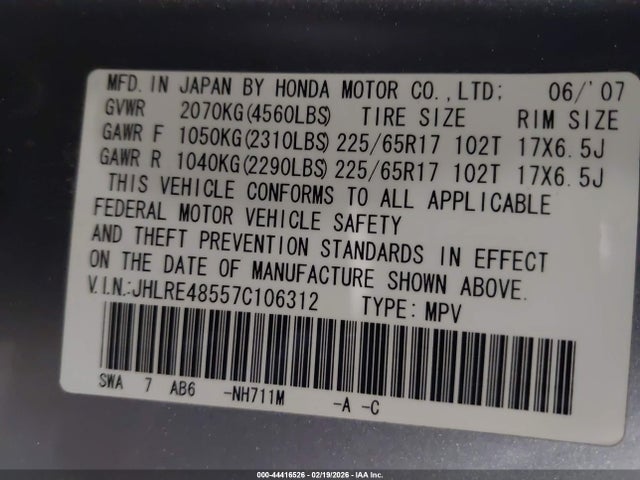 MFD. IN JAPAN BY HONDA MOTOR CO., LTD; 06/'07
GVWR 2070KG(4560LBS) TIRE SIZE RIM SIZE
GAWR F 1050KG(2310LBS) 225/65R17 102T 17X6.5J
GAWR R 1040KG(2290LBS) 225/65R17 102T 17X6.5J
THIS VEHICLE CONFORMS TO ALL APPLICABLE
FEDERAL MOTOR VEHICLE SAFETY
AND THEFT PREVENTION STANDARDS IN EFFECT
ON THE DATE OF MANUFACTURE SHOWN ABOVE.
V.I.N.:JHLRE48557C106312 TYPE: MPV
SWA 7 AB6 -NH711M -A -C
000-44416526 - 02/19/2026 - IAA Inc.